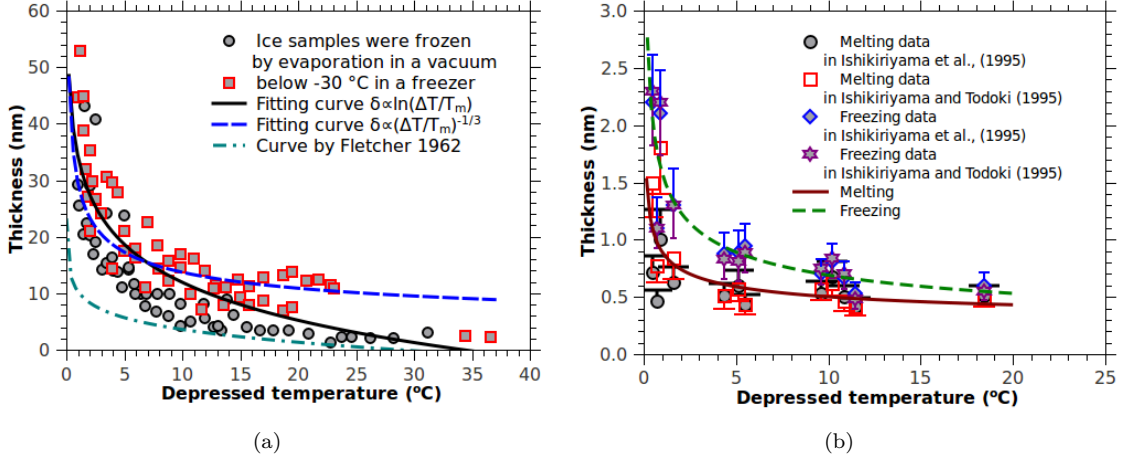 60
50
40
30
20
10
0
Thickness (nm)
0 5 10 15 20 25 30 35 40
Depressed temperature (ºC)
Ice samples were frozen
by evaporation in a vacuum
below -30 °C in a freezer
Fitting curve δ∝ln(ΔT/Tm)
Fitting curve δ∝(ΔT/Tm)-1/3
Curve by Fletcher 1962
(a)
3.0
2.5
2.0
1.5
1.0
0.5
0.0
Thickness (nm)
0 5 10 15 20 25
Depressed temperature (ºC)
Melting data
in Ishikiriyama et al., (1995)
Melting data
in Ishikiriyama and Todoki (1995)
Freezing data
in Ishikiriyama et al., (1995)
Freezing data
in Ishikiriyama and Todoki (1995)
Melting
Freezing
(b)